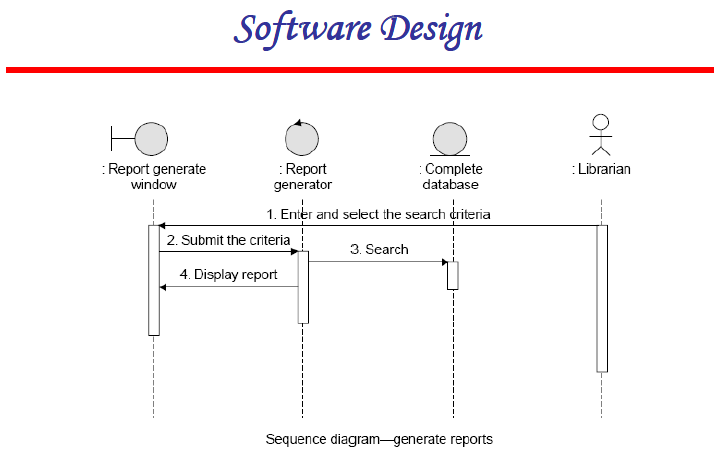 Software Design
: Report generate
window
: Report
generator
: Complete
database
: Librarian
1. Enter and select the search criteria
2. Submit the criteria
3. Search
4. Display report
Sequence diagram—generate reports